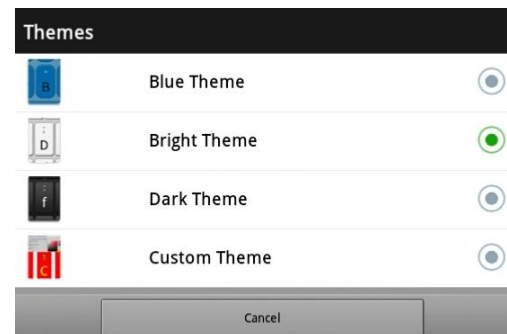 Themes
B
Blue Theme
D
Bright Theme
f
Dark Theme
C
Custom Theme
Cancel